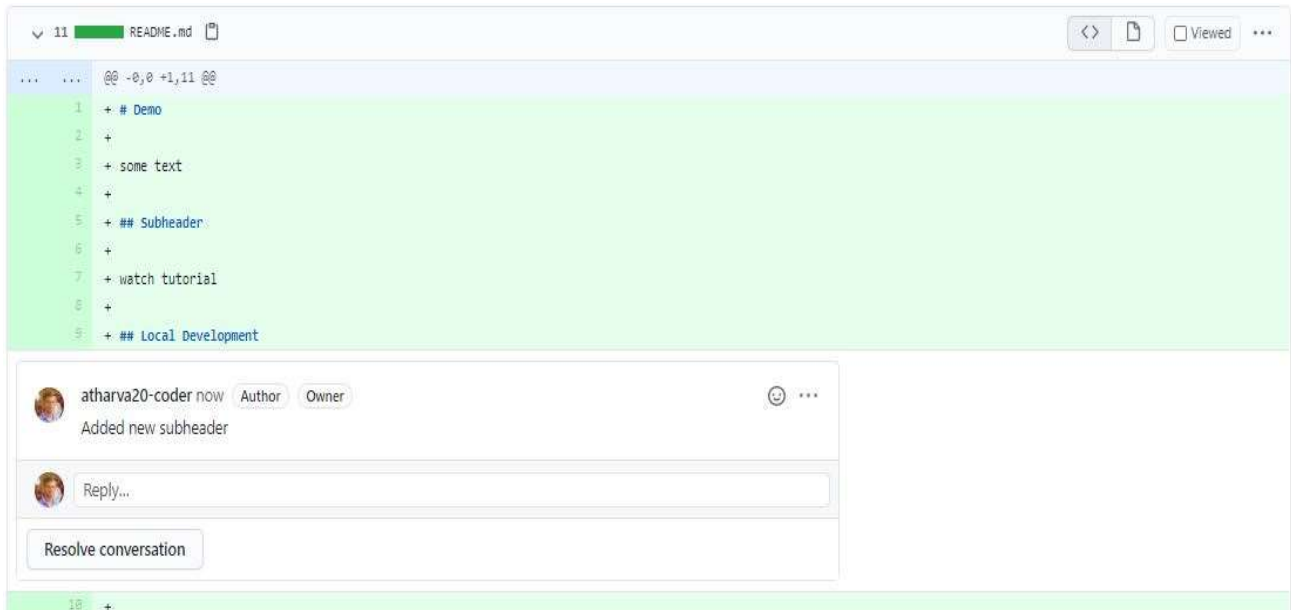 11 README.md
Viewed
... ... @@ -0,0 +1,11 @@
1 + # Demo
2 +
3 + some text
4 +
5 + ## Subheader
6 +
7 + watch tutorial
8 +
9 + ## Local Development
atharva20-coder now Author Owner
Added new subheader
Reply...
Resolve conversation
10 +